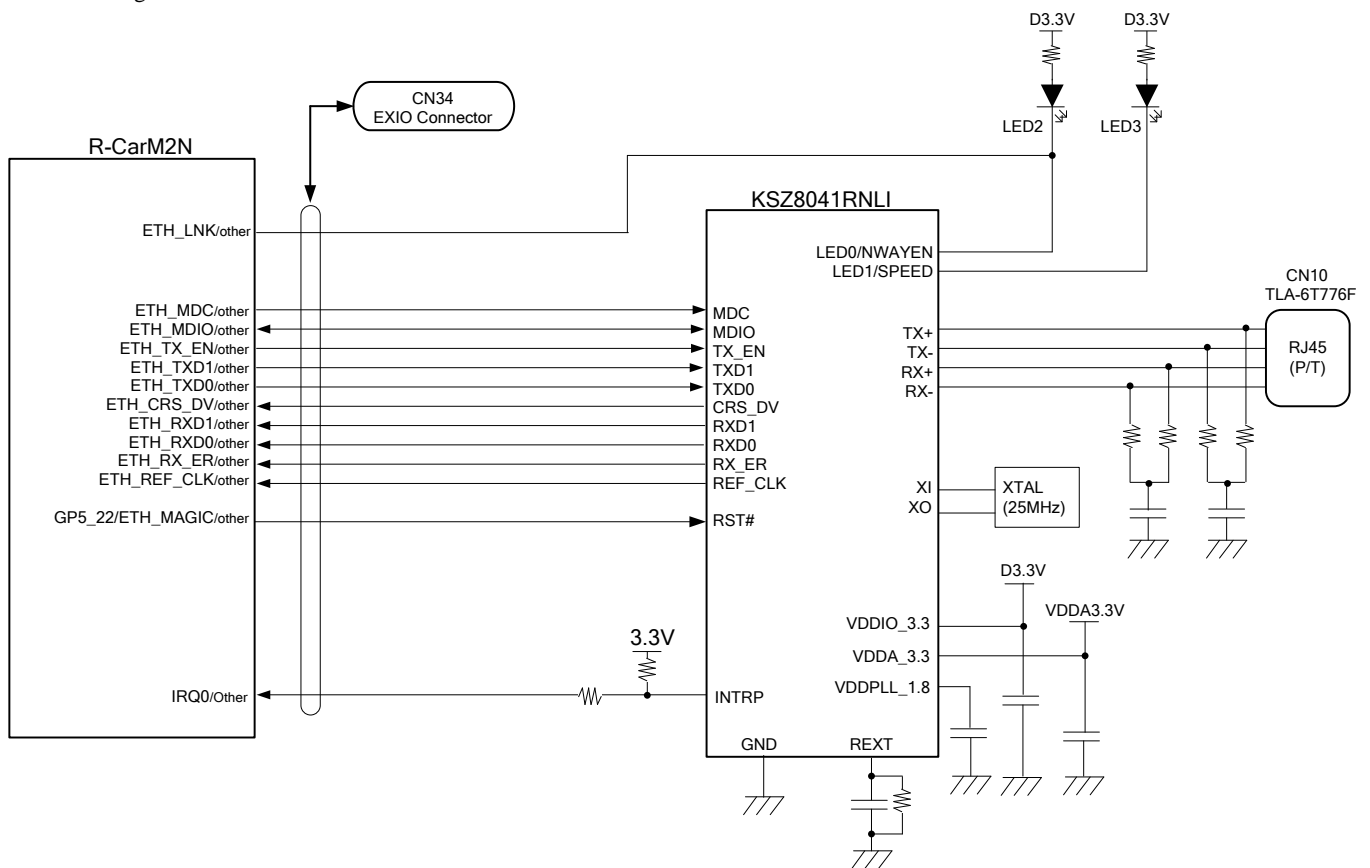 D3.3V
D3.3V
CN34
EXIO Connector
LED2
LED3
R-CarM2N
KSZ8041RNLI
ETH_LNK/other
LED0/NWAYEN
LED1/SPEED
CN10
TLA-6T776F
RJ45
(P/T)
ETH_MDC/other
ETH_MDIO/other
ETH_TX_EN/other
ETH_TXD1/other
ETH_TXD0/other
ETH_CRS_DV/other
ETH_RXD1/other
ETH_RXD0/other
ETH_RX_ER/other
ETH_REF_CLK/other
GP5_22/ETH_MAGIC/other
IRQ0/Other
MDC
MDIO
TX_EN
TXD1
TXD0
CRS_DV
RXD1
RXD0
RX_ER
REF_CLK
RST#
3.3V
INTRP
TX+
TX-
RX+
RX-
XI
XO
XTAL
(25MHz)
D3.3V
VDDA3.3V
VDDIO_3.3
VDDA_3.3
VDDPLL_1.8
GND
REXT